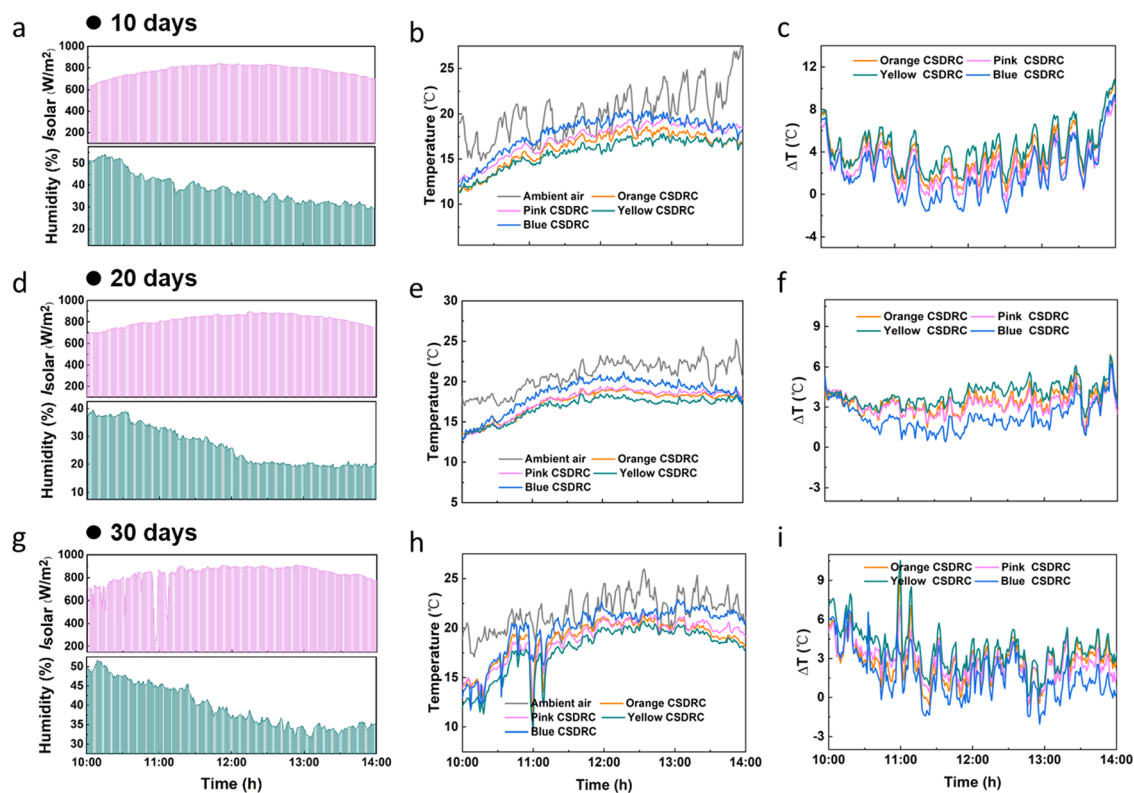 ● 10 days
a
Isolar (W/m²)
1000
800
600
400
200
Humidity (%)
50
40
30
20
b
Temperature (℃)
25
20
15
10
Ambient air
Orange CSDRC
Pink CSDRC
Yellow CSDRC
Blue CSDRC
c
ΔT (℃)
12
8
4
0
-4
Orange CSDRC
Pink CSDRC
Yellow CSDRC
Blue CSDRC
● 20 days
d
Isolar (W/m²)
1000
800
600
400
200
Humidity (%)
40
30
20
10
e
Temperature (℃)
30
25
20
15
10
5
Ambient air
Orange CSDRC
Pink CSDRC
Yellow CSDRC
Blue CSDRC
f
ΔT (℃)
9
6
3
0
-3
Orange CSDRC
Pink CSDRC
Yellow CSDRC
Blue CSDRC
● 30 days
g
Isolar (W/m²)
1000
800
600
400
200
Humidity (%)
50
45
40
35
30
10:00 11:00 12:00 13:00 14:00
Time (h)
h
Temperature (℃)
25
20
15
10
Ambient air
Orange CSDRC
Pink CSDRC
Yellow CSDRC
Blue CSDRC
10:00 11:00 12:00 13:00 14:00
Time (h)
i
ΔT (℃)
9
6
3
0
-3
Orange CSDRC
Pink CSDRC
Yellow CSDRC
Blue CSDRC
10:00 11:00 12:00 13:00 14:00
Time (h)